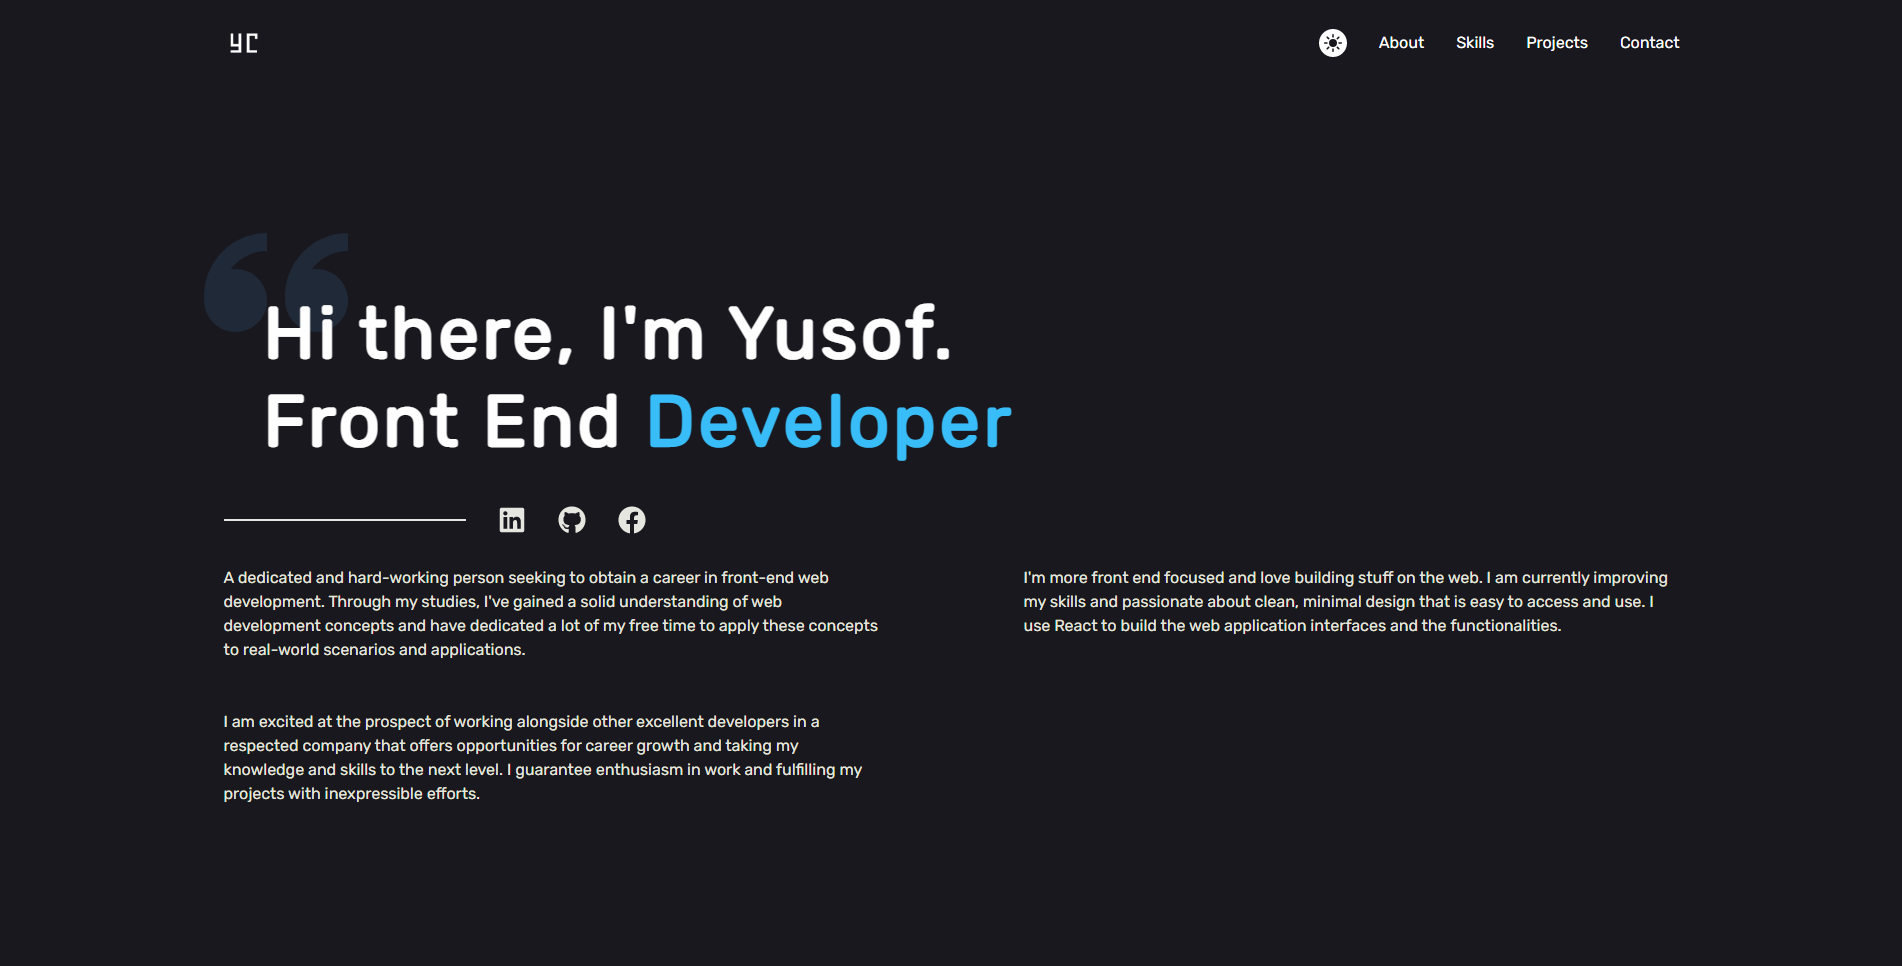 YC
About Skills Projects Contact
“
Hi there, I'm Yusof.
Front End Developer
in
A dedicated and hard-working person seeking to obtain a career in front-end web
development. Through my studies, I've gained a solid understanding of web
development concepts and have dedicated a lot of my free time to apply these concepts
to real-world scenarios and applications.
I am excited at the prospect of working alongside other excellent developers in a
respected company that offers opportunities for career growth and taking my
knowledge and skills to the next level. I guarantee enthusiasm in work and fulfilling my
projects with inexpressible efforts.
I'm more front end focused and love building stuff on the web. I am currently improving
my skills and passionate about clean, minimal design that is easy to access and use. I
use React to build the web application interfaces and the functionalities.